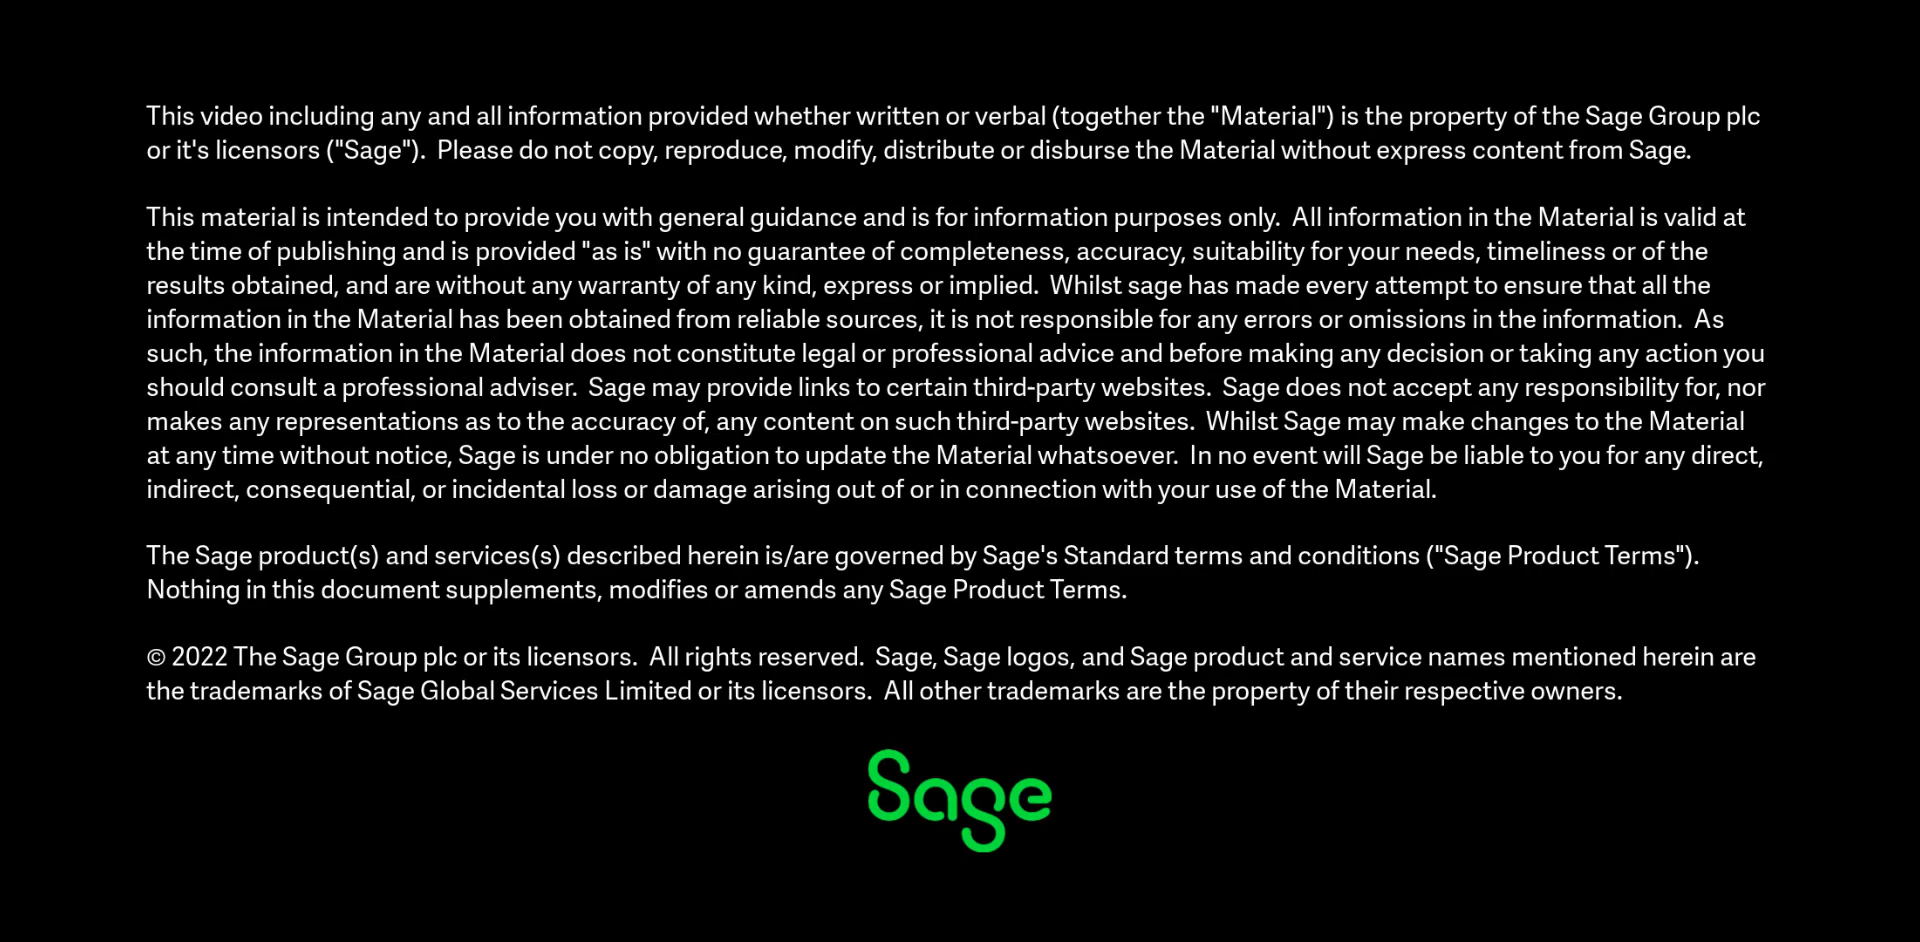 This video including any and all information provided whether written or verbal (together the "Material") is the property of the Sage Group plc
or it's licensors ("Sage").  Please do not copy, reproduce, modify, distribute or disburse the Material without express content from Sage.
This material is intended to provide you with general guidance and is for information purposes only.  All information in the Material is valid at
the time of publishing and is provided "as is" with no guarantee of completeness, accuracy, suitability for your needs, timeliness or of the
results obtained, and are without any warranty of any kind, express or implied.  Whilst sage has made every attempt to ensure that all the
information in the Material has been obtained from reliable sources, it is not responsible for any errors or omissions in the information.  As
such, the information in the Material does not constitute legal or professional advice and before making any decision or taking any action you
should consult a professional adviser.  Sage may provide links to certain third-party websites.  Sage does not accept any responsibility for, nor
makes any representations as to the accuracy of, any content on such third-party websites.  Whilst Sage may make changes to the Material
at any time without notice, Sage is under no obligation to update the Material whatsoever.  In no event will Sage be liable to you for any direct,
indirect, consequential, or incidental loss or damage arising out of or in connection with your use of the Material.
The Sage product(s) and services(s) described herein is/are governed by Sage's Standard terms and conditions ("Sage Product Terms").
Nothing in this document supplements, modifies or amends any Sage Product Terms.
© 2022 The Sage Group plc or its licensors.  All rights reserved.  Sage, Sage logos, and Sage product and service names mentioned herein are
the trademarks of Sage Global Services Limited or its licensors.  All other trademarks are the property of their respective owners.
Sage